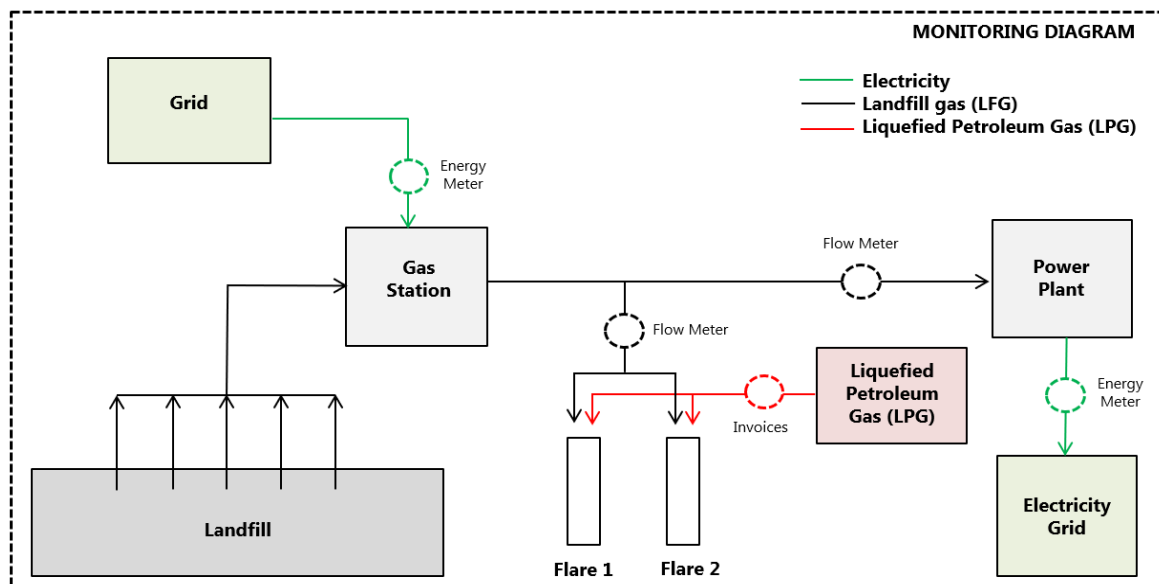 MONITORING DIAGRAM
Electricity
Landfill gas (LFG)
Liquefied Petroleum Gas (LPG)
Grid
Energy
Meter
Gas
Station
Flow Meter
Power
Plant
Flow Meter
Liquefied
Petroleum
Gas (LPG)
Invoices
Energy
Meter
Landfill
Electricity
Grid
Flare 1
Flare 2